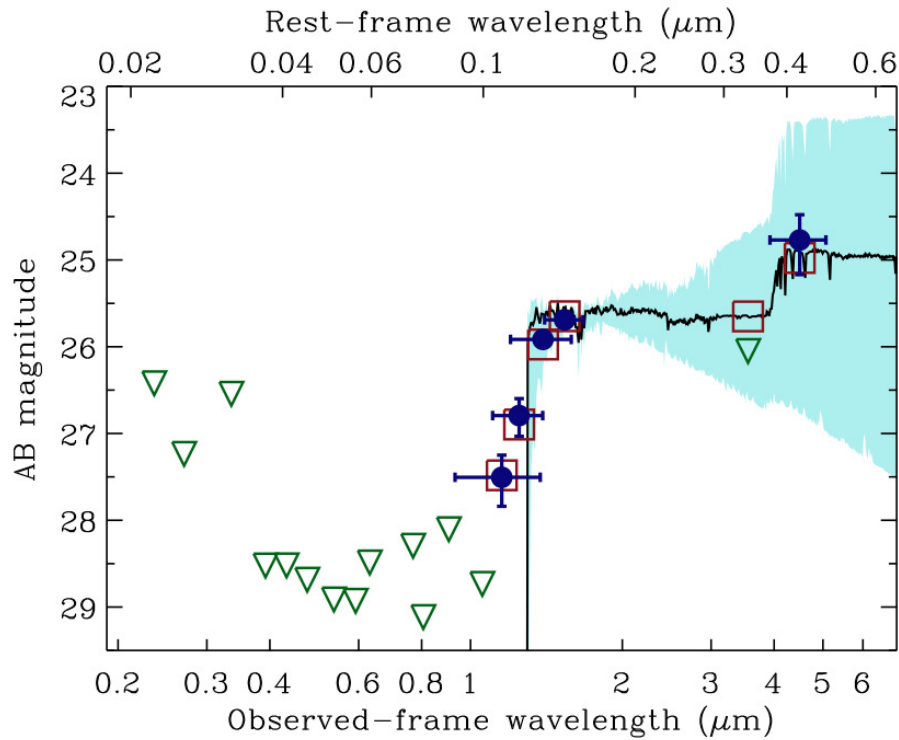 Rest-frame wavelength (μm)
0.02 0.04 0.06 0.1 0.2 0.3 0.4 0.6
23
24
25
26
27
28
29
AB magnitude
0.2 0.3 0.4 0.6 0.8 1 2 3 4 5 6
Observed-frame wavelength (μm)